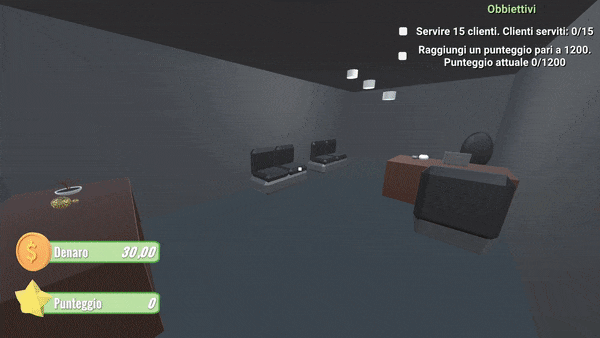 Obbiettivi
Servire 15 clienti. Clienti serviti: 0/15
Raggiungi un punteggio pari a 1200.
Punteggio attuale 0/1200
Denaro 30,00
Punteggio 0